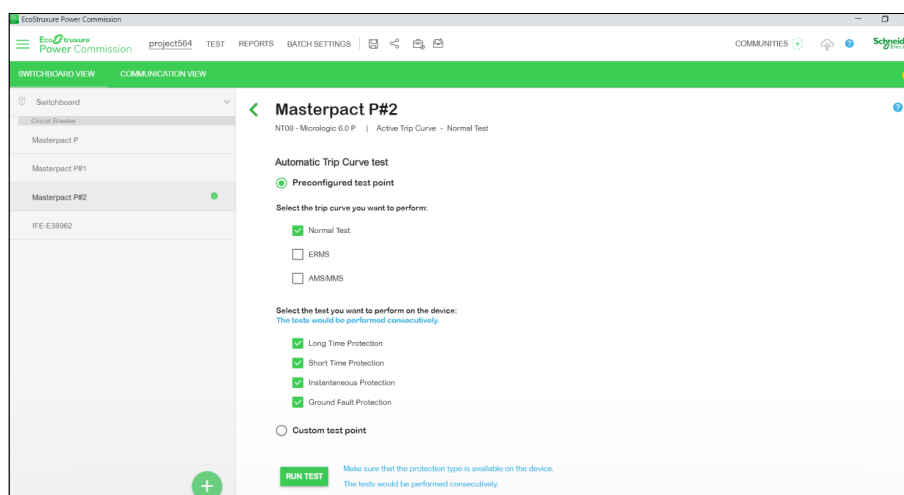 EcoStruxure Power Commission
EcoStruxure
Power Commission
project564 TEST REPORTS BATCH SETTINGS COMMUNITIES
SWITCHBOARD VIEW COMMUNICATION VIEW
Switchboard
Circuit Breaker
Masterpact P
Masterpact P#1
Masterpact P#2
IFE-E38962
Masterpact P#2
NT08 - Micrologic 6.0 P | Active Trip Curve - Normal Test
Automatic Trip Curve test
Preconfigured test point
Select the trip curve you want to perform:
Normal Test
ERMS
AMS/MMS
Select the test you want to perform on the device:
The tests would be performed consecutively.
Long Time Protection
Short Time Protection
Instantaneous Protection
Ground Fault Protection
Custom test point
RUN TEST
Make sure that the protection type is available on the device.
The tests would be performed consecutively.